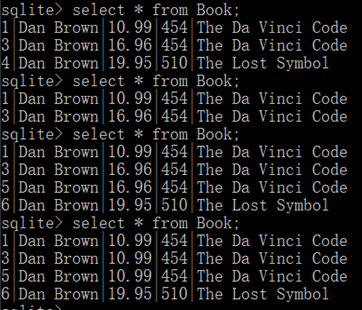 sqlite> select * from Book;
1|Dan Brown|10.99|454|The Da Vinci Code
3|Dan Brown|16.96|454|The Da Vinci Code
4|Dan Brown|19.95|510|The Lost Symbol
sqlite> select * from Book;
1|Dan Brown|10.99|454|The Da Vinci Code
3|Dan Brown|16.96|454|The Da Vinci Code
sqlite> select * from Book;
1|Dan Brown|10.99|454|The Da Vinci Code
3|Dan Brown|16.96|454|The Da Vinci Code
5|Dan Brown|16.96|454|The Da Vinci Code
6|Dan Brown|19.95|510|The Lost Symbol
sqlite> select * from Book;
1|Dan Brown|10.99|454|The Da Vinci Code
3|Dan Brown|10.99|454|The Da Vinci Code
5|Dan Brown|10.99|454|The Da Vinci Code
6|Dan Brown|19.95|510|The Lost Symbol